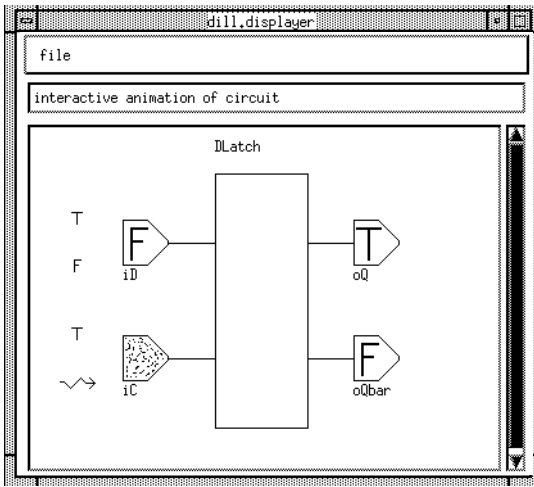 dill.displayer
file
interactive animation of circuit
DLatch
T
F T
F
iD oQ
T
F
iC oQbar